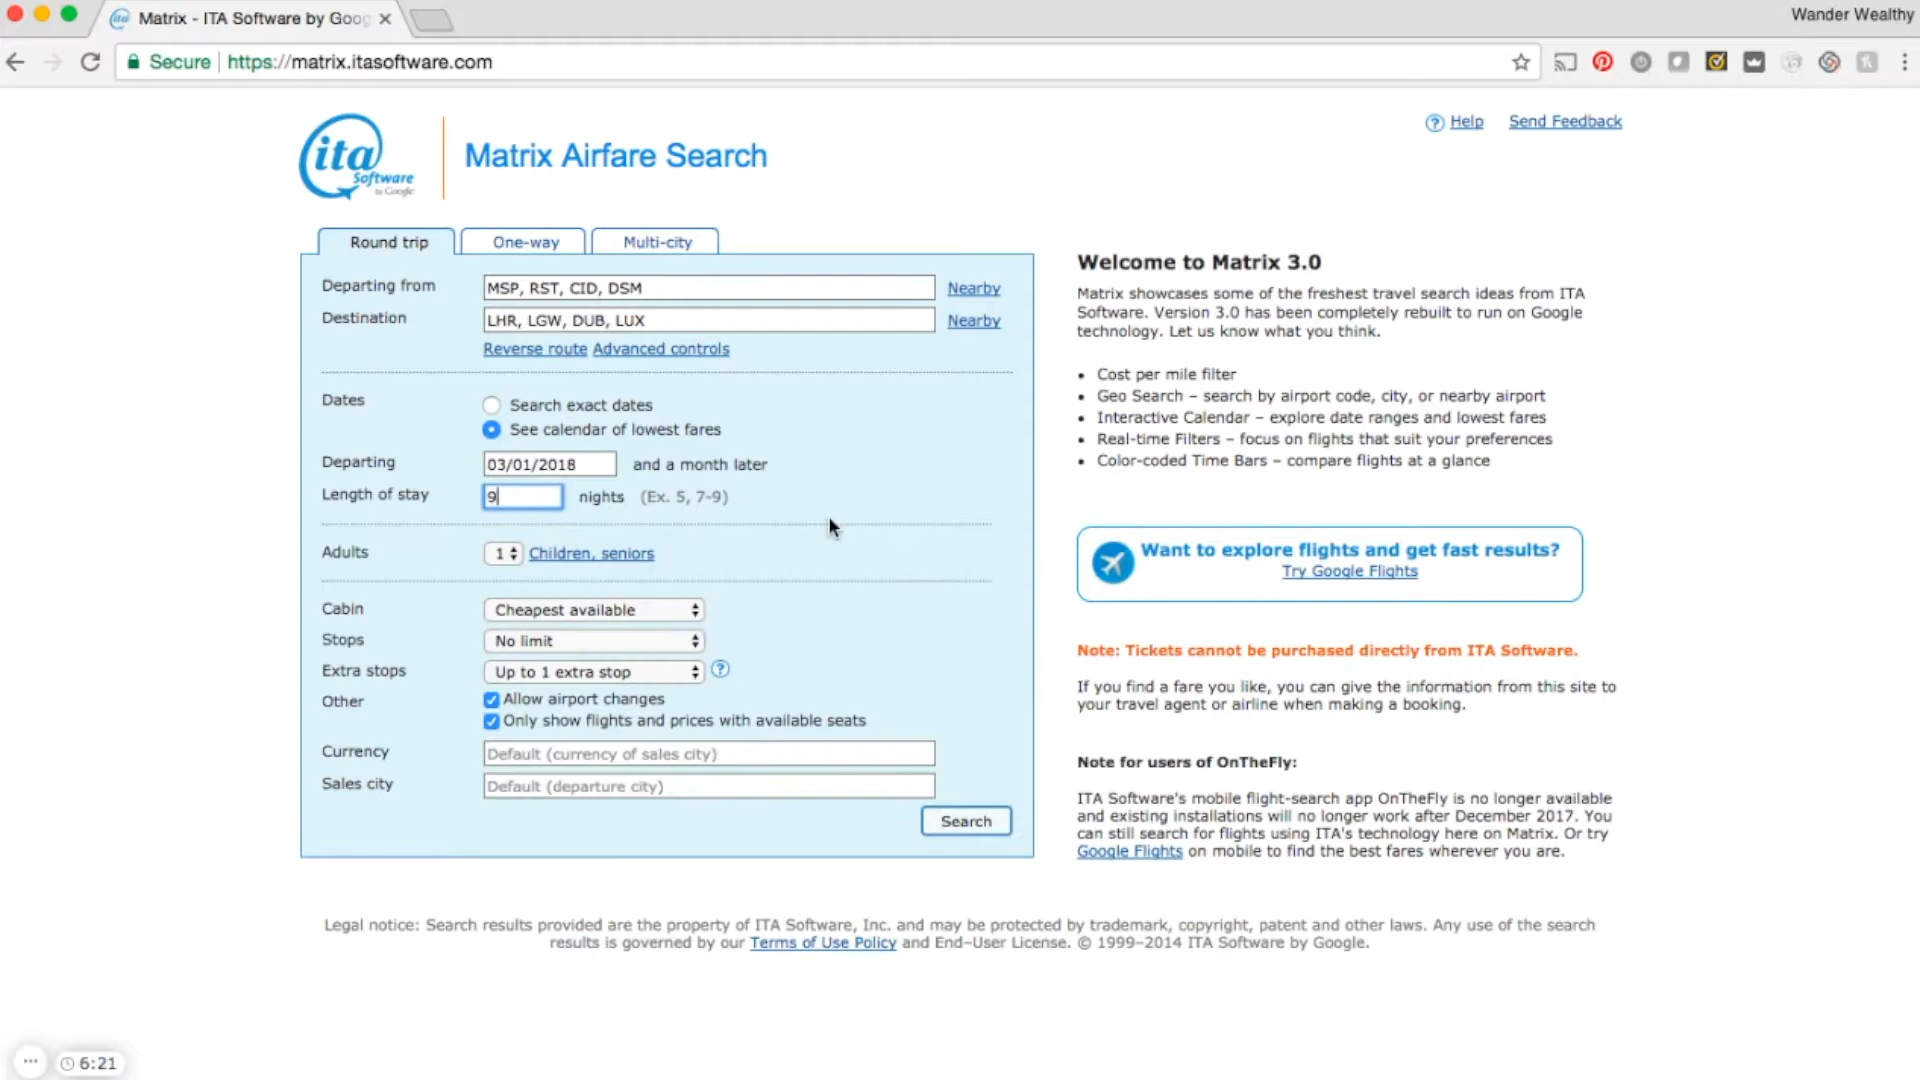 Matrix - ITA Software by Goog
Wander Wealthy
Secure
https://matrix.itasoftware.com
ita
Software
by Google
Matrix Airfare Search
Help
Send Feedback
Round trip
One-way
Multi-city
Departing from
MSP, RST, CID, DSM
Nearby
Destination
LHR, LGW, DUB, LUX
Nearby
Reverse route Advanced controls
Dates
Search exact dates
See calendar of lowest fares
Departing
03/01/2018
and a month later
Length of stay
9
nights (Ex. 5, 7-9)
Adults
1
Children, seniors
Cabin
Cheapest available
Stops
No limit
Extra stops
Up to 1 extra stop
Other
Allow airport changes
Only show flights and prices with available seats
Currency
Default (currency of sales city)
Sales city
Default (departure city)
Search
Welcome to Matrix 3.0
Matrix showcases some of the freshest travel search ideas from ITA
Software. Version 3.0 has been completely rebuilt to run on Google
technology. Let us know what you think.
• Cost per mile filter
• Geo Search – search by airport code, city, or nearby airport
• Interactive Calendar – explore date ranges and lowest fares
• Real-time Filters – focus on flights that suit your preferences
• Color-coded Time Bars – compare flights at a glance
Want to explore flights and get fast results?
Try Google Flights
Note: Tickets cannot be purchased directly from ITA Software.
If you find a fare you like, you can give the information from this site to
your travel agent or airline when making a booking.
Note for users of OnTheFly:
ITA Software's mobile flight-search app OnTheFly is no longer available
and existing installations will no longer work after December 2017. You
can still search for flights using ITA's technology here on Matrix. Or try
Google Flights on mobile to find the best fares wherever you are.
Legal notice: Search results provided are the property of ITA Software, Inc. and may be protected by trademark, copyright, patent and other laws. Any use of the search
results is governed by our Terms of Use Policy and End-User License. © 1999-2014 ITA Software by Google.
6:21